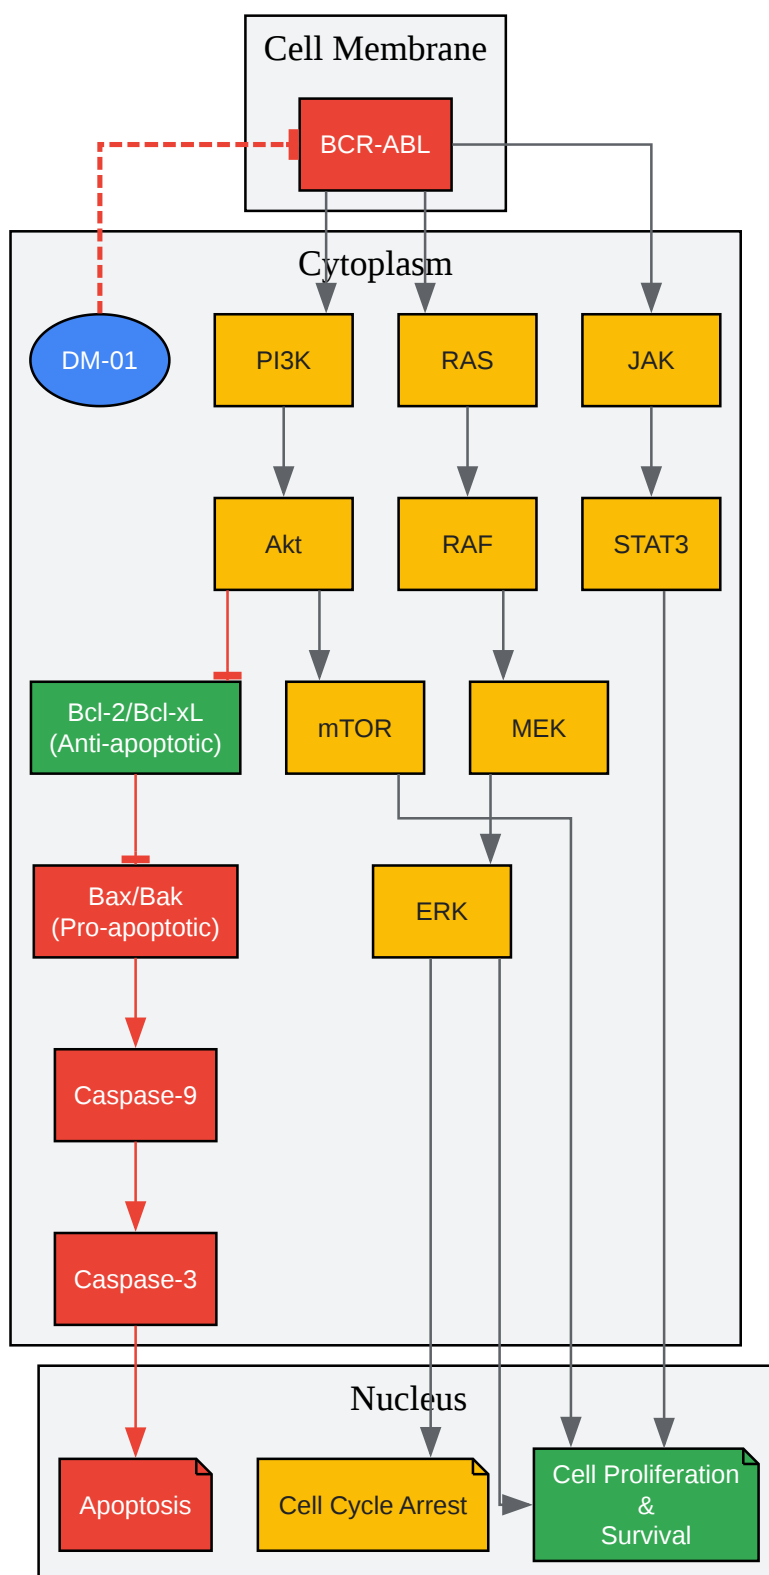 Cell Membrane
BCR-ABL
Cytoplasm
DM-01
PI3K
RAS
JAK
Akt
RAF
STAT3
Bcl-2/Bcl-xL
(Anti-apoptotic)
mTOR
MEK
Bax/Bak
(Pro-apoptotic)
ERK
Caspase-9
Caspase-3
Nucleus
Apoptosis
Cell Cycle Arrest
Cell Proliferation
&
Survival